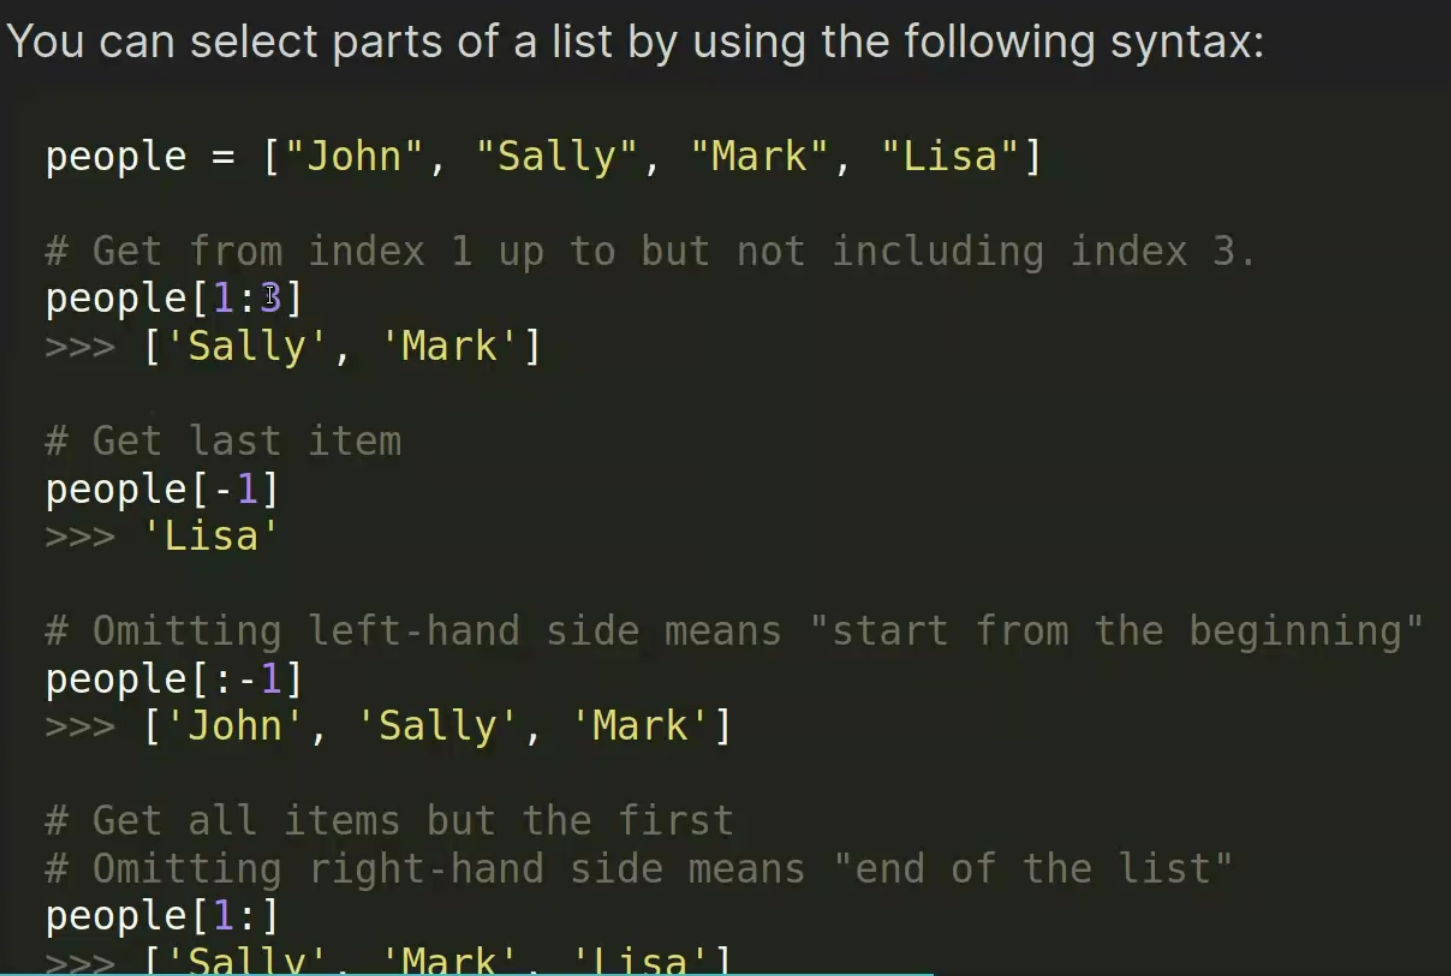 You can select parts of a list by using the following syntax:
people = ["John", "Sally", "Mark", "Lisa"]
# Get from index 1 up to but not including index 3.
people[1:3]
>>> ['Sally', 'Mark']
# Get last item
people[-1]
>>> 'Lisa'
# Omitting left-hand side means "start from the beginning"
people[:-1]
>>> ['John', 'Sally', 'Mark']
# Get all items but the first
# Omitting right-hand side means "end of the list"
people[1:]
>>> ['Sally', 'Mark', 'Lisa']